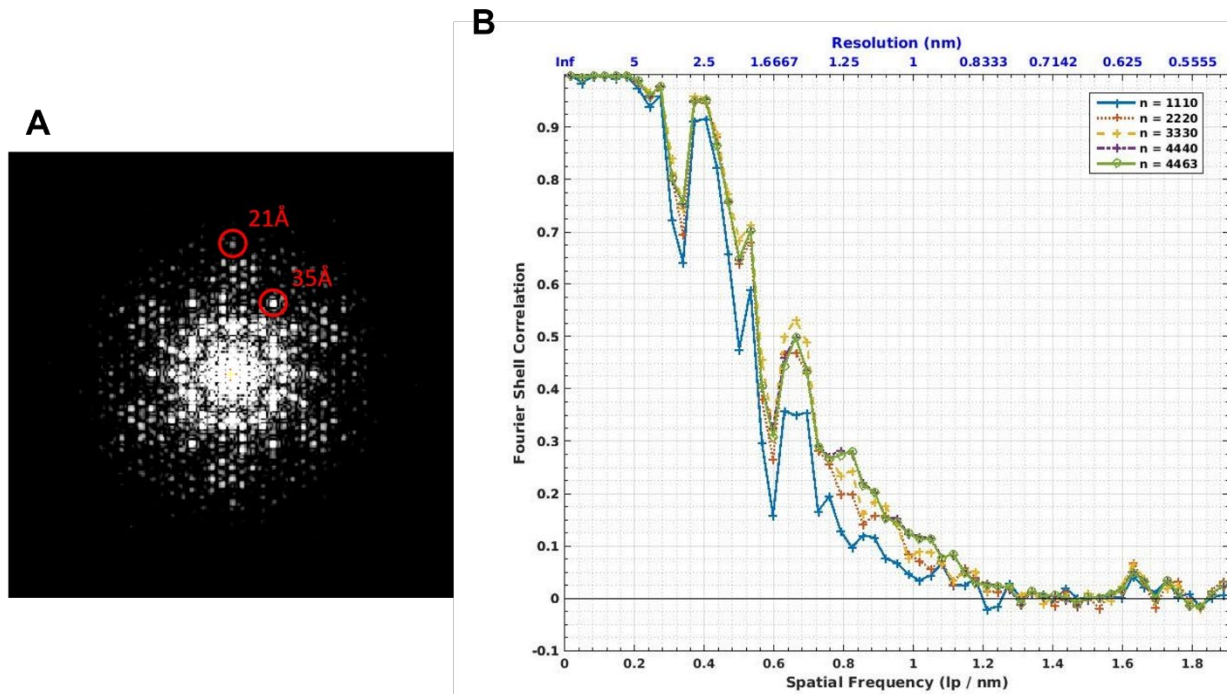 A
21Å
35Å
B
Resolution (nm)
Inf 5 2.5 1.6667 1.25 1 0.8333 0.7142 0.625 0.5555
Fourier Shell Correlation
0.9
0.8
0.7
0.6
0.5
0.4
0.3
0.2
0.1
0
-0.1
n = 1110
n = 2220
n = 3330
n = 4440
n = 4463
0 0.2 0.4 0.6 0.8 1 1.2 1.4 1.6 1.8
Spatial Frequency (lp / nm)